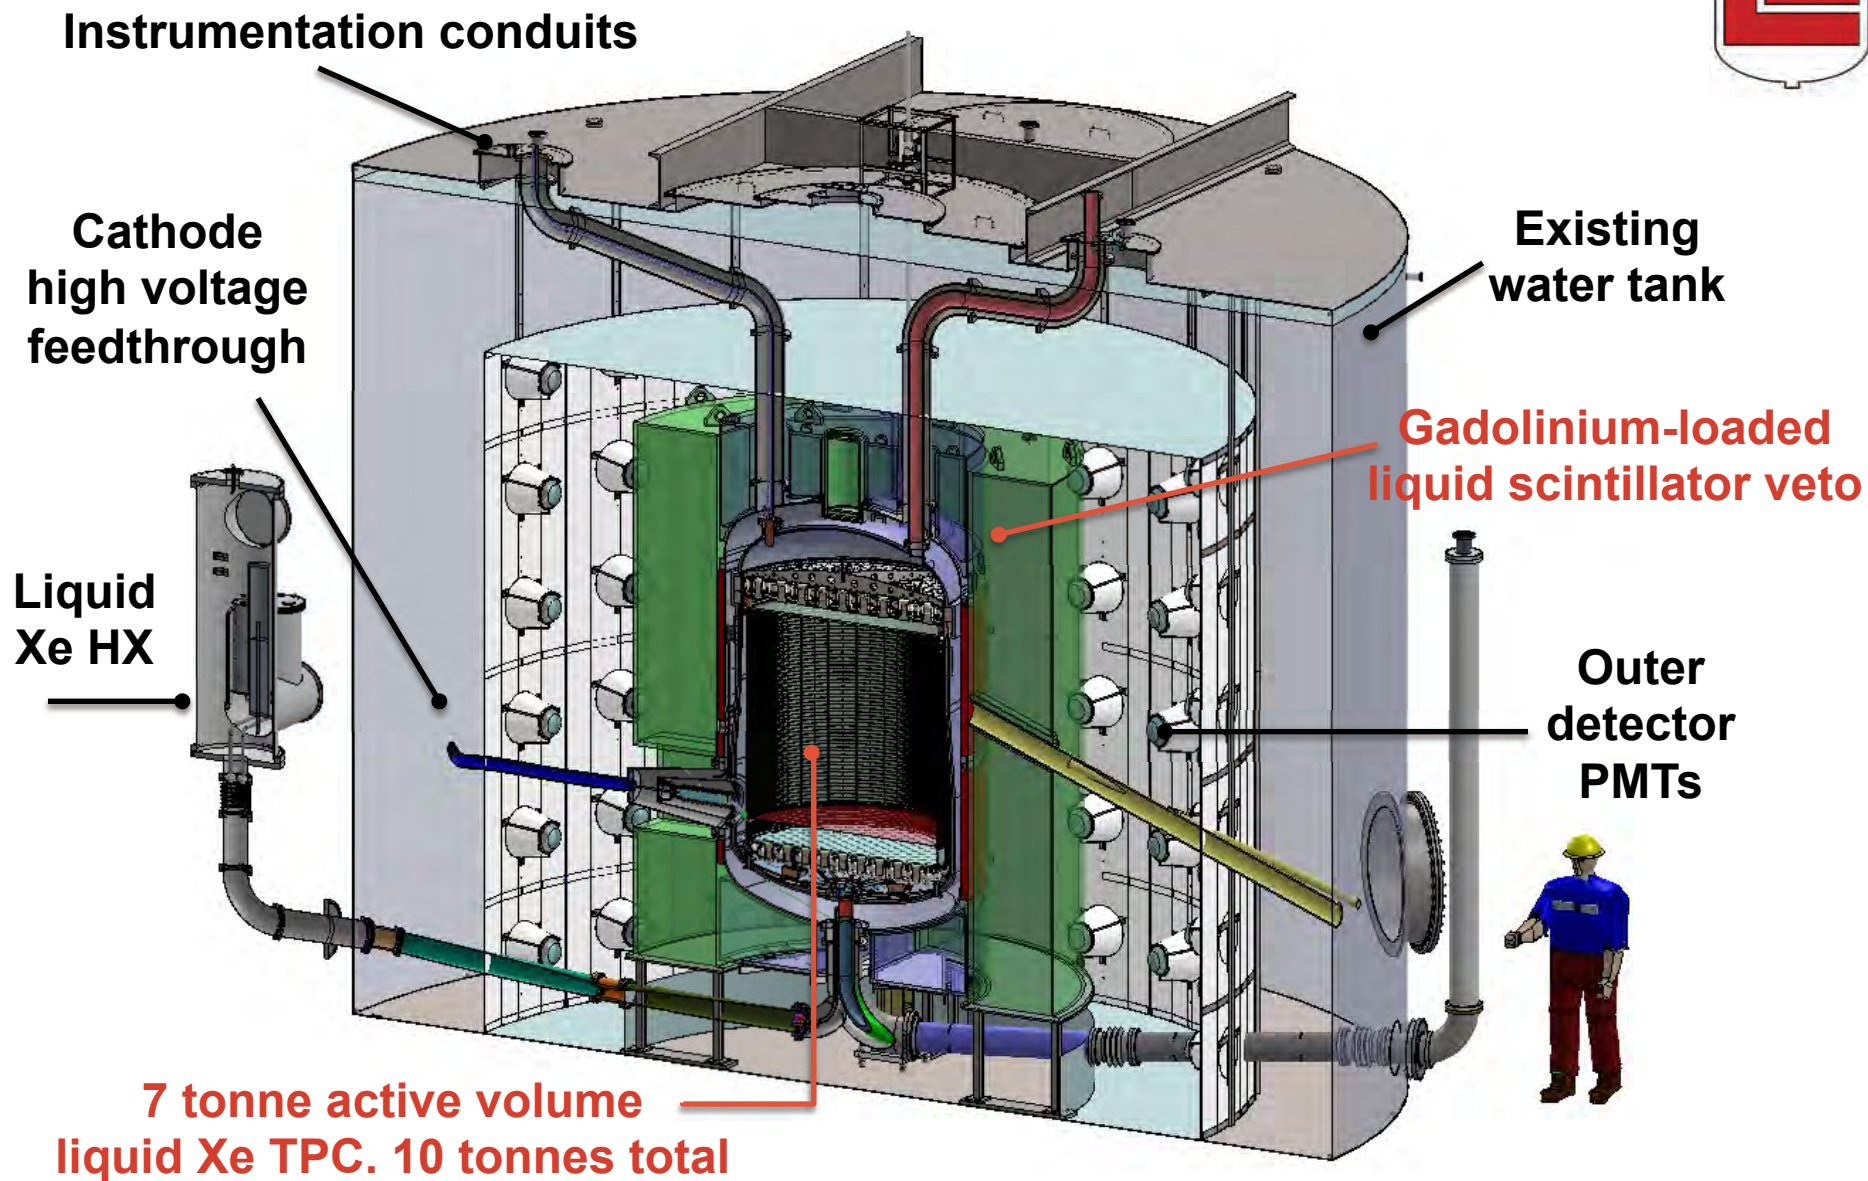 Instrumentation conduits
Cathode
high voltage
feedthrough
Existing
water tank
Gadolinium-loaded
liquid scintillator veto
Liquid
Xe HX
Outer
detector
PMTs
7 tonne active volume
liquid Xe TPC. 10 tonnes total